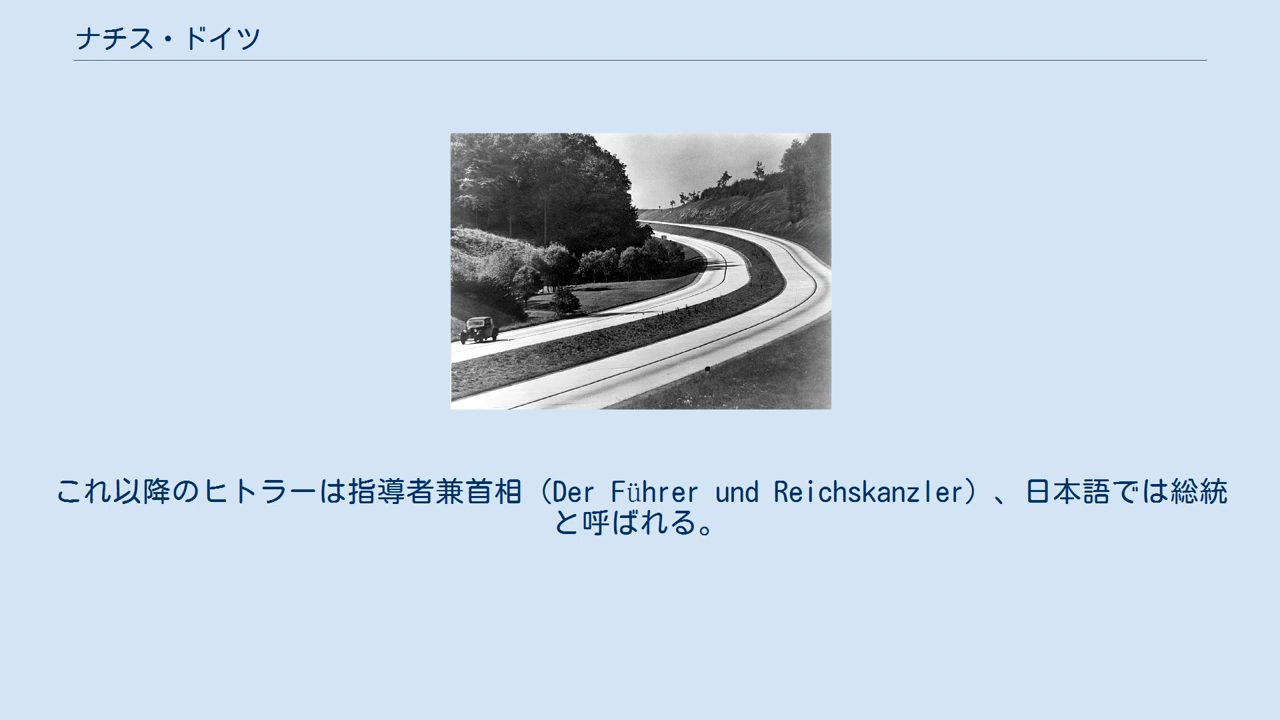 ナチス・ドイツ
これ以降のヒトラーは指導者兼首相（Der Führer und Reichskanzler）、日本語では総統
と呼ばれる。